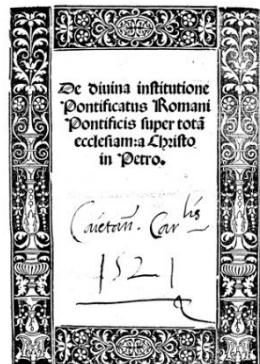 De diuina institutione
Pontificatus Romani
Pontificis super totã
ecclesiam:a Christo
in Petro.
Caietan. Car^lis
1521